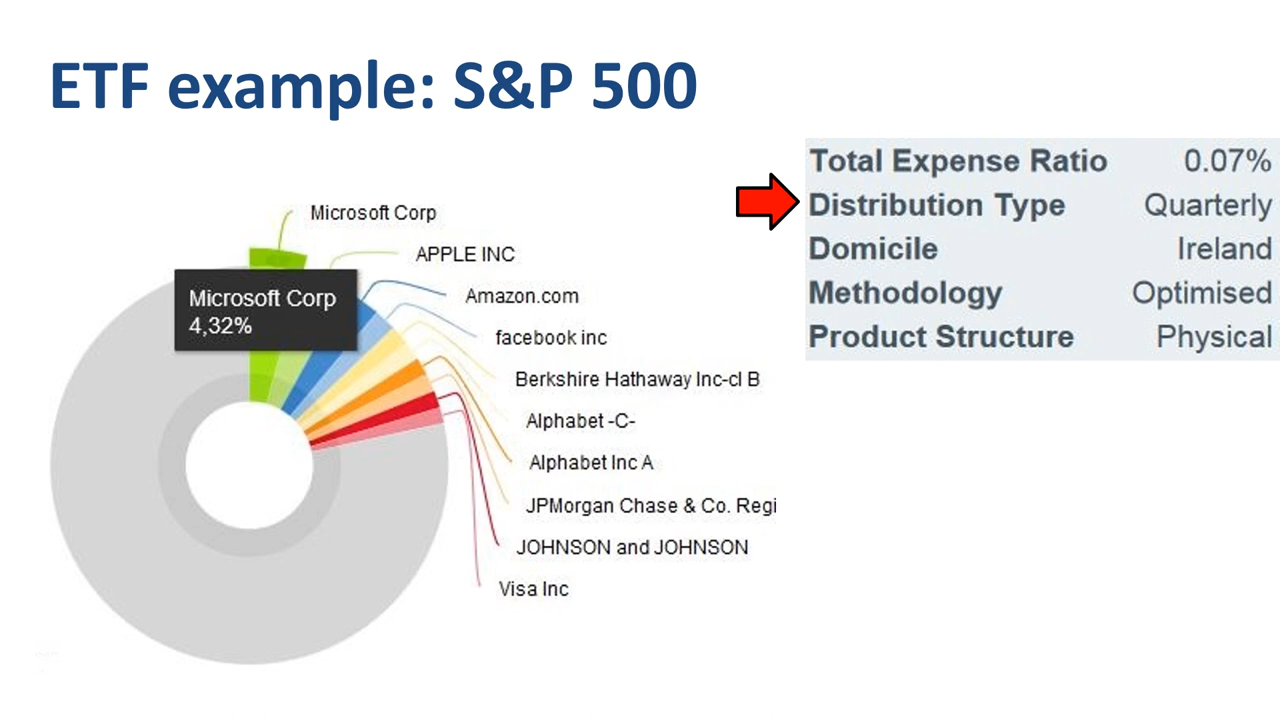 ETF example: S&P 500
Microsoft Corp
APPLE INC
Amazon.com
facebook inc
Berkshire Hathaway Inc-cl B
Alphabet -C-
Alphabet Inc A
JPMorgan Chase & Co. Regi
JOHNSON and JOHNSON
Visa Inc
Microsoft Corp
4,32%
Total Expense Ratio 0.07%
Distribution Type Quarterly
Domicile Ireland
Methodology Optimised
Product Structure Physical